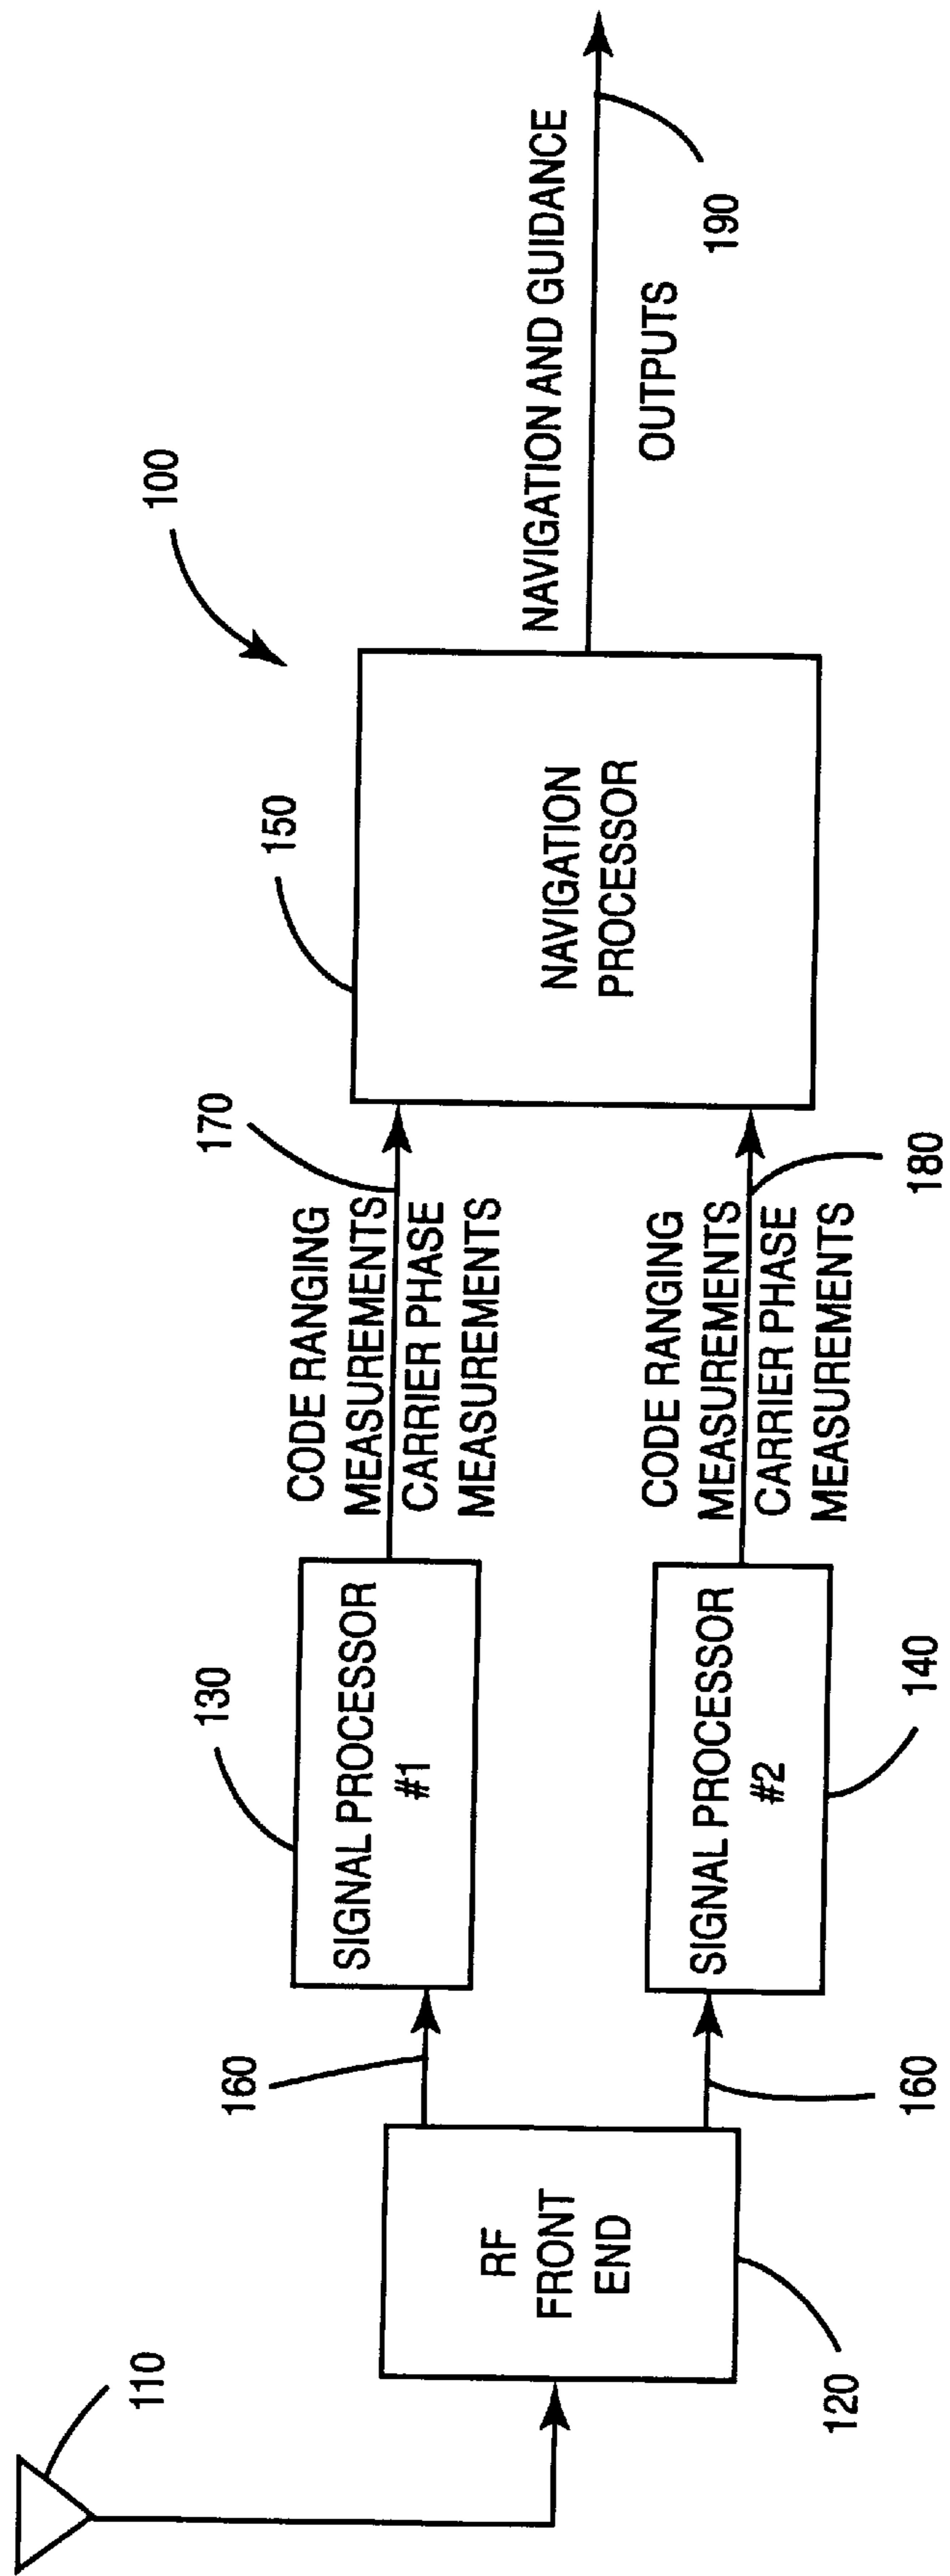 110
RF
FRONT
END
120
160
160
SIGNAL PROCESSOR
#1
130
SIGNAL PROCESSOR
#2
140
CODE RANGING
MEASUREMENTS
CARRIER PHASE
MEASUREMENTS
170
CODE RANGING
MEASUREMENTS
CARRIER PHASE
MEASUREMENTS
180
NAVIGATION
PROCESSOR
150
100
NAVIGATION AND GUIDANCE
OUTPUTS
190